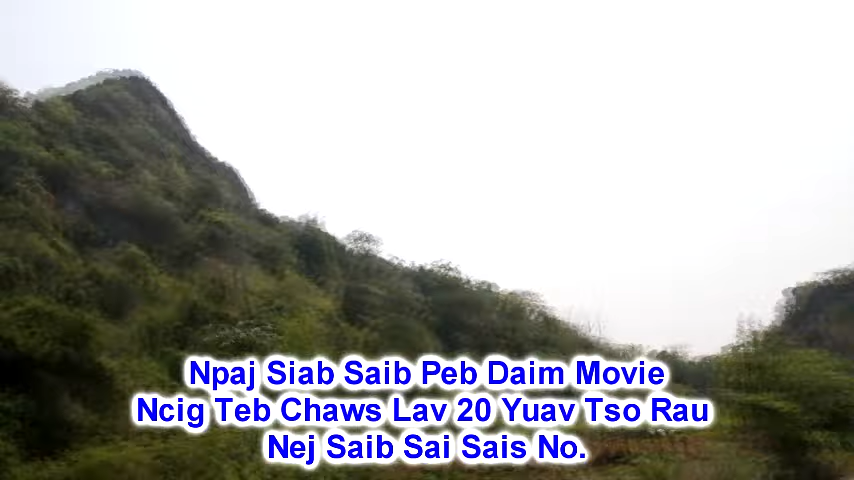 Npaj Siab Saib Peb Daim Movie
Ncig Teb Chaws Lav 20 Yuav Tso Rau
Nej Saib Sai Sais No.